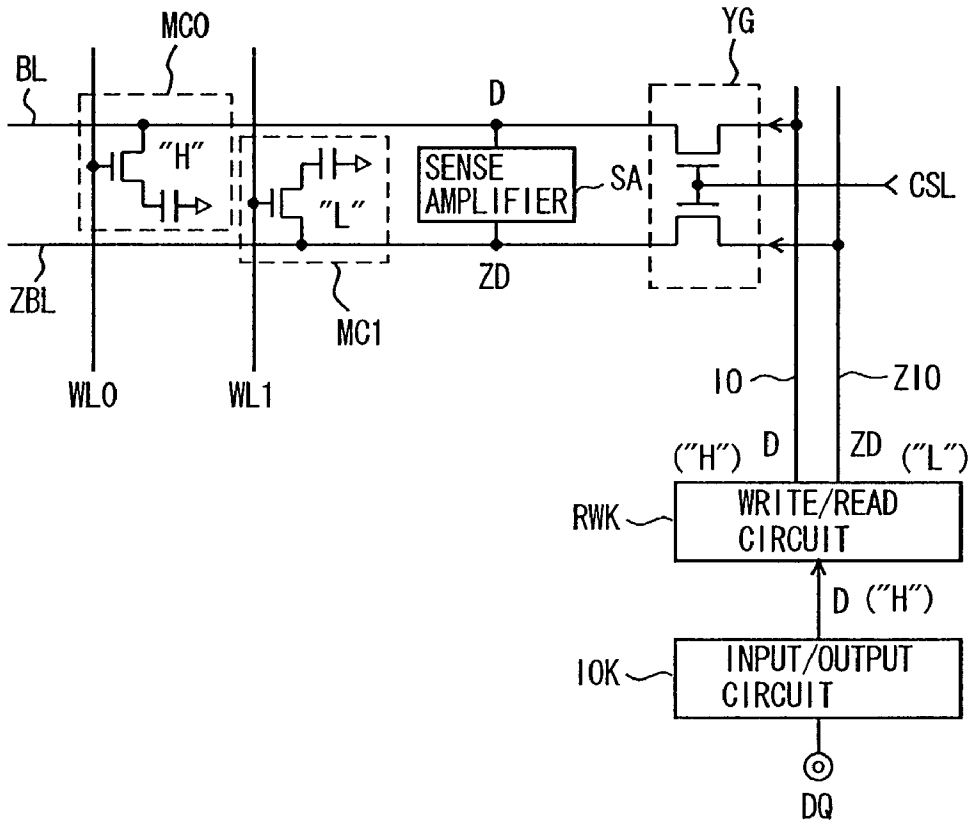 MC0
YG
BL
D
"H"
SENSE
AMPLIFIER
SA
CSL
"L"
ZBL
ZD
MC1
WL0
WL1
IO
ZIO
("H")
D
ZD
("L")
RWK
WRITE/READ
CIRCUIT
D ("H")
IOK
INPUT/OUTPUT
CIRCUIT
DQ